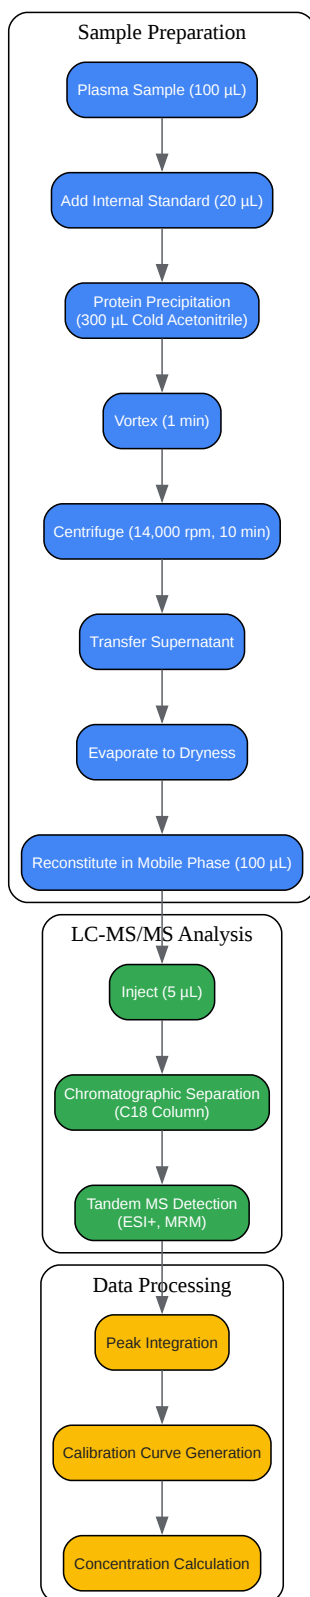 Sample Preparation
Plasma Sample (100 µL)
Add Internal Standard (20 µL)
Protein Precipitation
(300 µL Cold Acetonitrile)
Vortex (1 min)
Centrifuge (14,000 rpm, 10 min)
Transfer Supernatant
Evaporate to Dryness
Reconstitute in Mobile Phase (100 µL)
LC-MS/MS Analysis
Inject (5 µL)
Chromatographic Separation
(C18 Column)
Tandem MS Detection
(ESI+, MRM)
Data Processing
Peak Integration
Calibration Curve Generation
Concentration Calculation